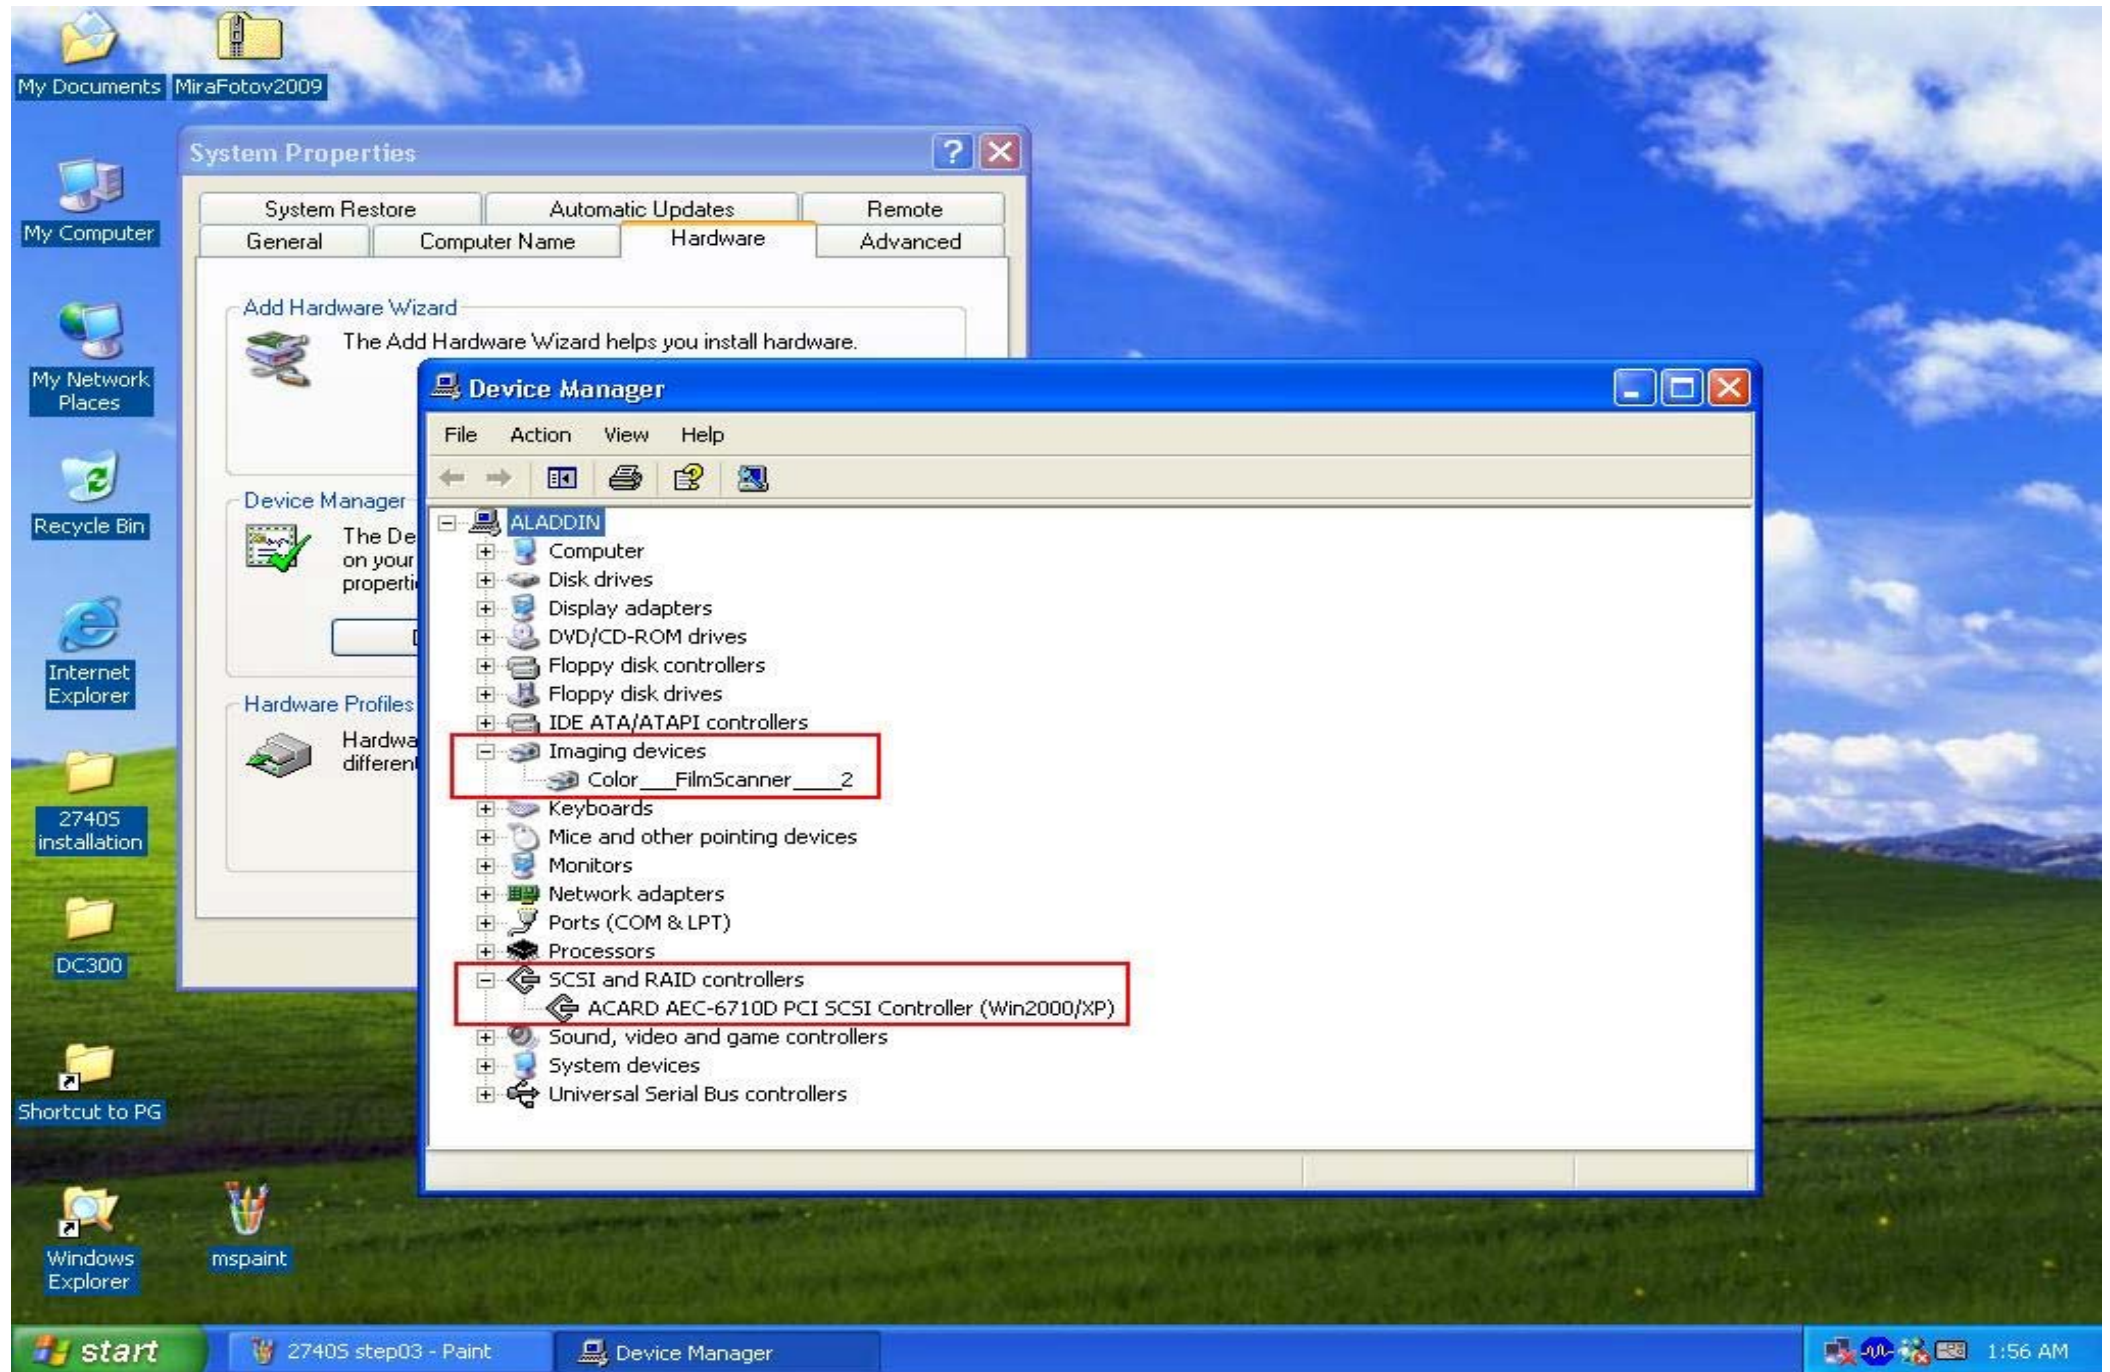 My Documents
MiraFotov2009
My Computer
My Network
Places
Recycle Bin
Internet
Explorer
2740S
installation
DC300
Shortcut to PG
Windows
Explorer
mspaint
System Properties
System Restore
Automatic Updates
Remote
General
Computer Name
Hardware
Advanced
Add Hardware Wizard
The Add Hardware Wizard helps you install hardware.
Device Manager
The De
on your
properti
Hardware Profiles
Hardwa
different
Device Manager
File Action View Help
ALADDIN
Computer
Disk drives
Display adapters
DVD/CD-ROM drives
Floppy disk controllers
Floppy disk drives
IDE ATA/ATAPI controllers
Imaging devices
Color___FilmScanner____2
Keyboards
Mice and other pointing devices
Monitors
Network adapters
Ports (COM & LPT)
Processors
SCSI and RAID controllers
ACARD AEC-6710D PCI SCSI Controller (Win2000/XP)
Sound, video and game controllers
System devices
Universal Serial Bus controllers
start
2740S step03 - Paint
Device Manager
1:56 AM